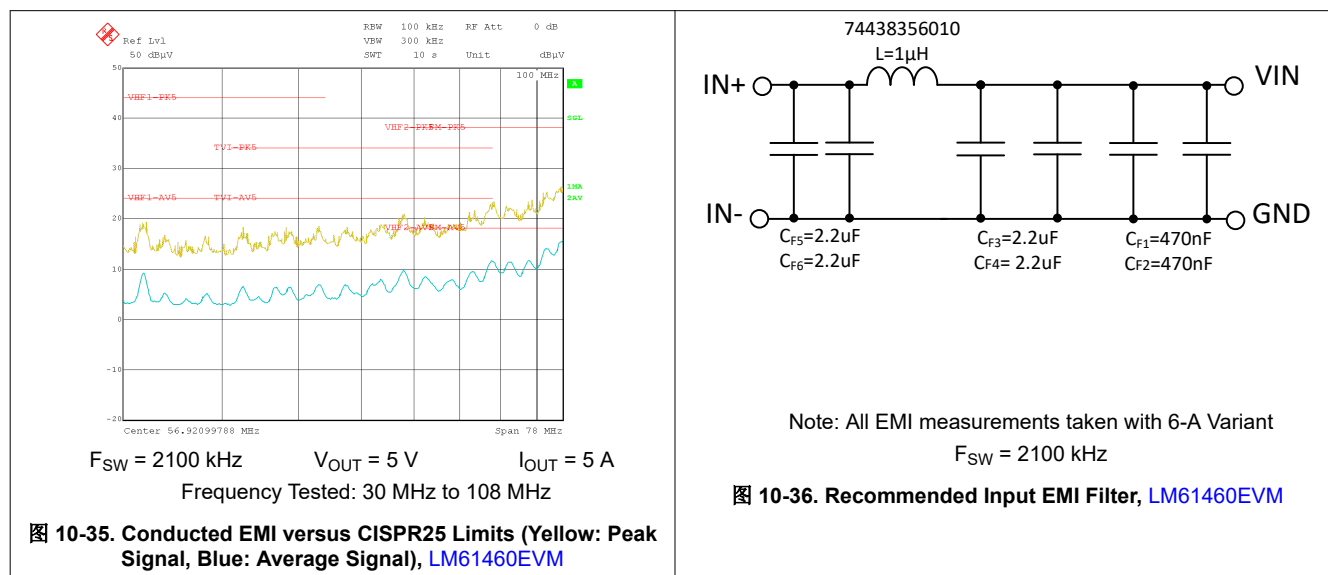 RBW 100 kHz RF Att 0 dB
Ref Lvl VBW 300 kHz
50 dBµV SWT 10 s Unit dBµV
50
100 MHz
A
VHF1-PK5
40
SGL
VHF2-PK5
FM-PK5
TVI-PK5
30
1MA
2AV
VHF1-AV5
TVI-AV5
20
VHF2-AV5
FM-AV5
10
0
-10
-20
Center 56.92099788 MHz Span 78 MHz
FSW = 2100 kHz VOUT = 5 V IOUT = 5 A
Frequency Tested: 30 MHz to 108 MHz
图 10-35. Conducted EMI versus CISPR25 Limits (Yellow: Peak
Signal, Blue: Average Signal), LM61460EVM
74438356010
L=1µH
IN+
VIN
IN-
GND
CF5=2.2uF CF3=2.2uF CF1=470nF
CF6=2.2uF CF4= 2.2uF CF2=470nF
Note: All EMI measurements taken with 6-A Variant
FSW = 2100 kHz
图 10-36. Recommended Input EMI Filter, LM61460EVM